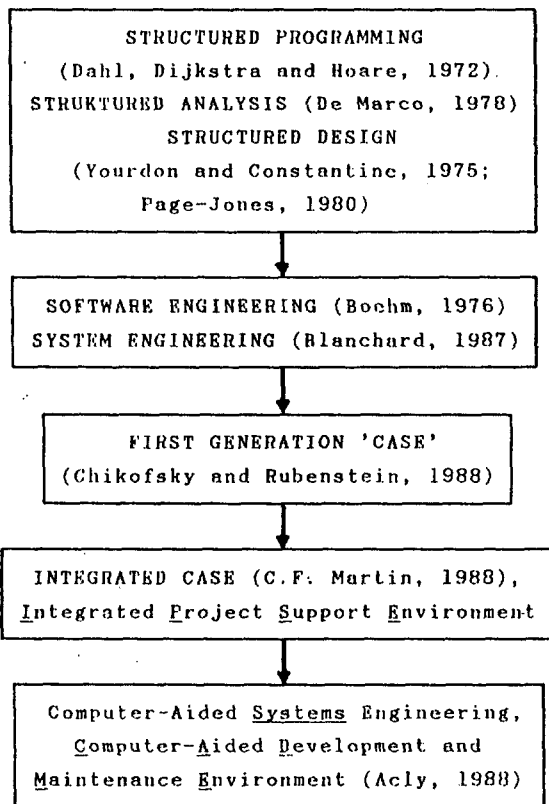 STRUCTURED PROGRAMMING
(Dahl, Dijkstra and Hoare, 1972).
STRUKTURED ANALYSIS (De Marco, 1978)
STRUCTURED DESIGN
(Yourdon and Constantine, 1975;
Page-Jones, 1980)
SOFTWARE ENGINEERING (Boehm, 1976)
SYSTEM ENGINEERING (Blanchard, 1987)
FIRST GENERATION 'CASE'
(Chikofsky and Rubenstein, 1988)
INTEGRATED CASE (C.F. Martin, 1988),
Integrated Project Support Environment
Computer-Aided Systems Engineering,
Computer-Aided Development and
Maintenance Environment (Acly, 1988)